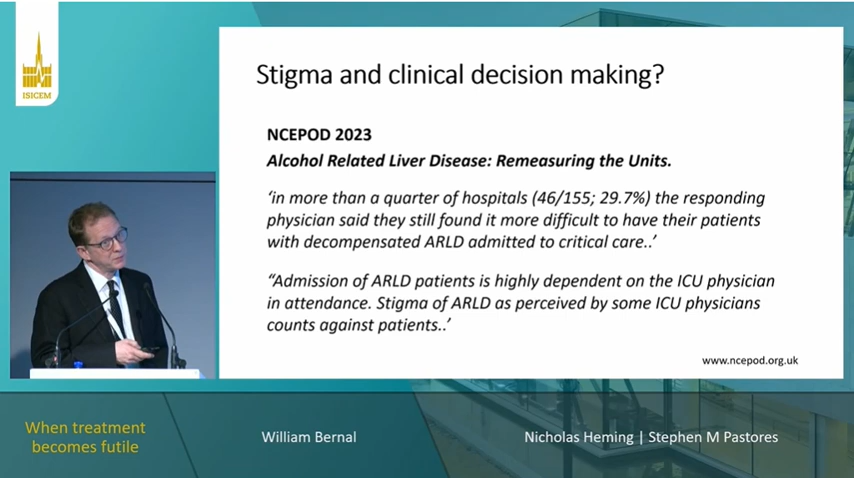 ISICEM
Stigma and clinical decision making?
NCEPOD 2023
Alcohol Related Liver Disease: Remeasuring the Units.
‘in more than a quarter of hospitals (46/155; 29.7%) the responding
physician said they still found it more difficult to have their patients
with decompensated ARLD admitted to critical care..’
“Admission of ARLD patients is highly dependent on the ICU physician
in attendance. Stigma of ARLD as perceived by some ICU physicians
counts against patients..’
www.ncepod.org.uk
When treatment
becomes futile
William Bernal
Nicholas Heming | Stephen M Pastores